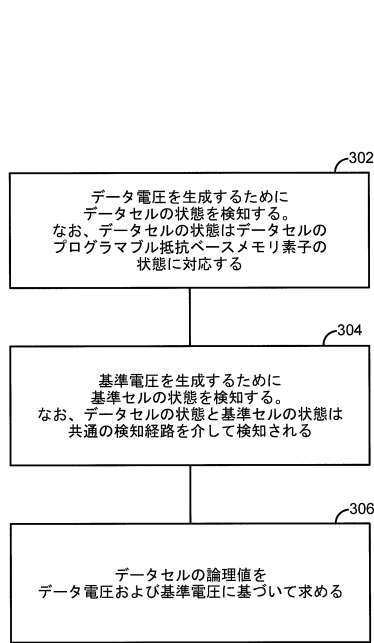 302
データ電圧を生成するために
データセルの状態を検知する。
なお、データセルの状態はデータセルの
プログラマブル抵抗ベースメモリ素子の
状態に対応する
304
基準電圧を生成するために
基準セルの状態を検知する。
なお、データセルの状態と基準セルの状態は
共通の検知経路を介して検知される
306
データセルの論理値を
データ電圧および基準電圧に基づいて求める